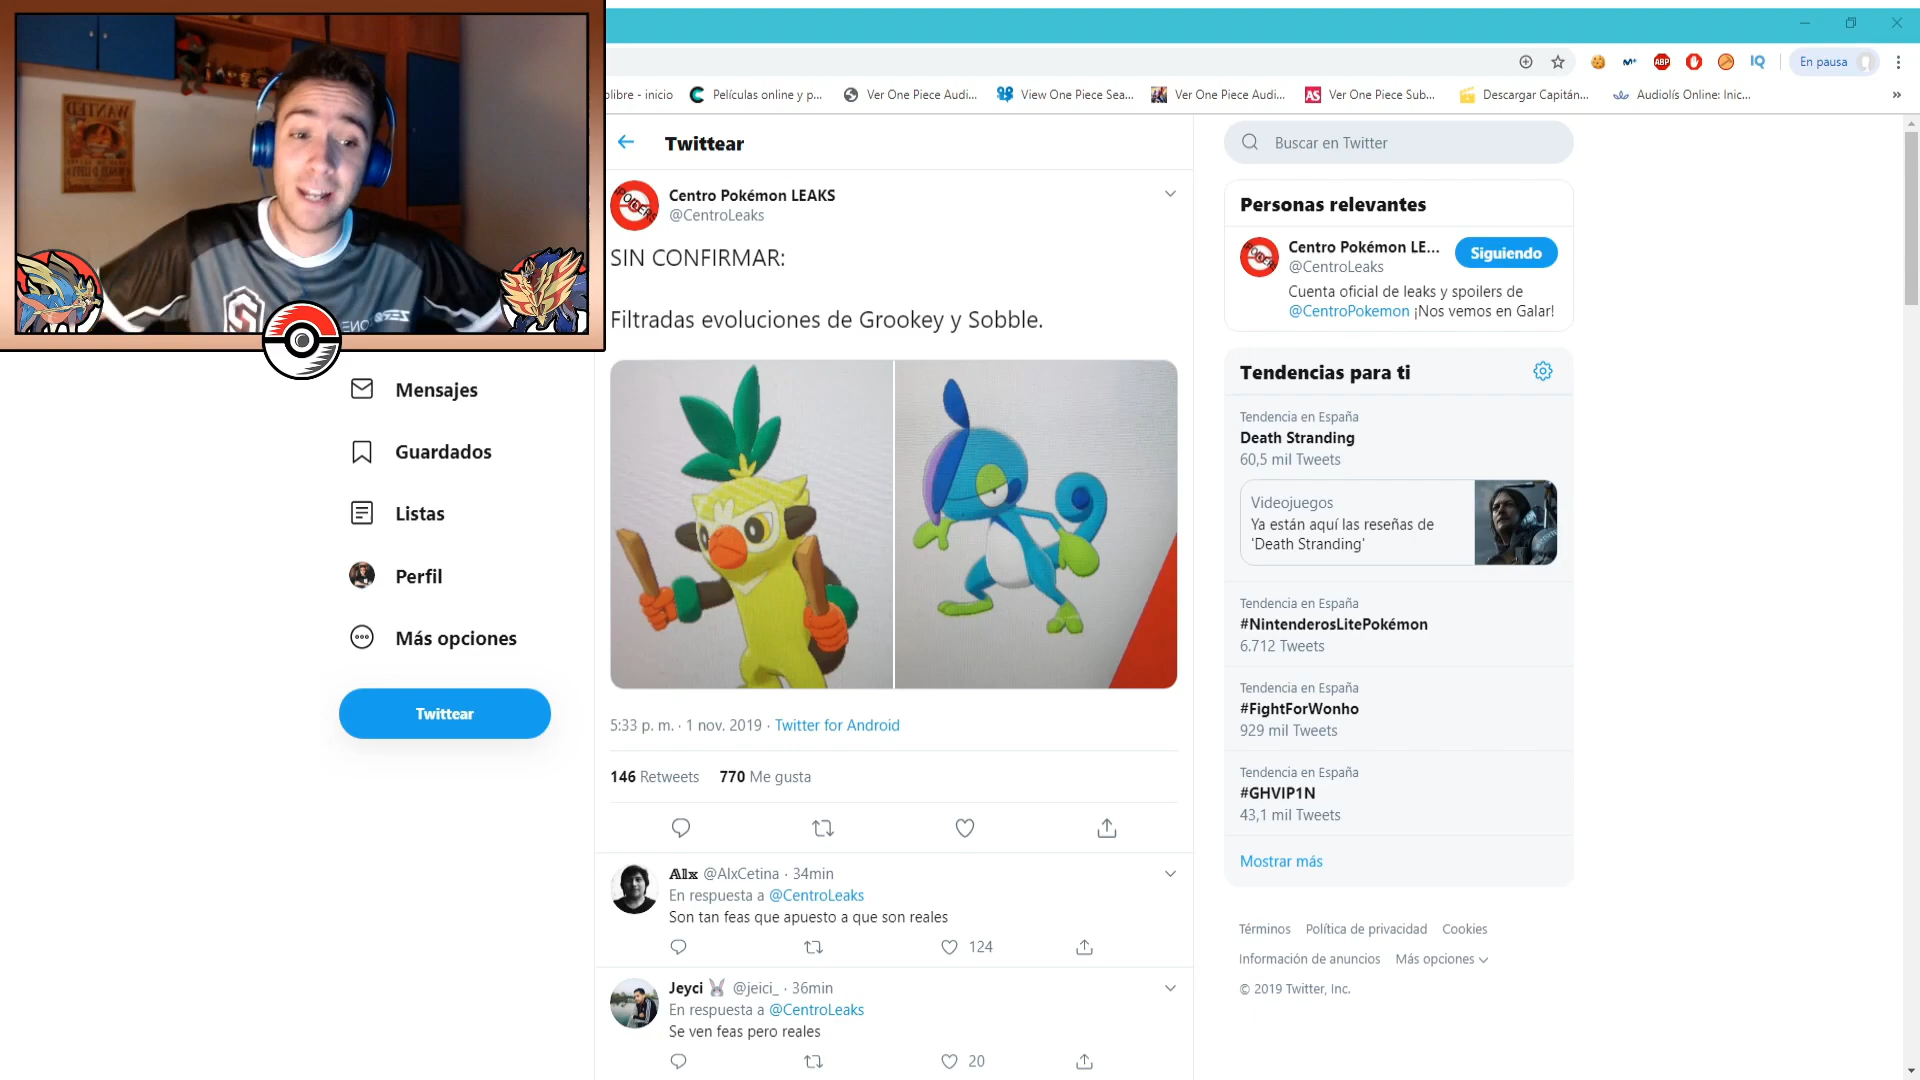 WANTED
En pausa
ABP
IQ
olibre - inicio
Películas online y p...
Ver One Piece Audi...
View One Piece Sea...
Ver One Piece Audi...
AS
Ver One Piece Sub...
Descargar Capitán...
Audiolís Online: Inic...
»
Twittear
Buscar en Twitter
Centro Pokémon LEAKS
@CentroLeaks
SIN CONFIRMAR:
Filtradas evoluciones de Grookey y Sobble.
Mensajes
Guardados
Listas
Perfil
Más opciones
Twittear
5:33 p. m. · 1 nov. 2019 · Twitter for Android
146 Retweets 770 Me gusta
Alx @AlxCetina · 34min
En respuesta a @CentroLeaks
Son tan feas que apuesto a que son reales
124
Jeyci @jeici_ · 36min
En respuesta a @CentroLeaks
Se ven feas pero reales
20
Personas relevantes
Centro Pokémon LE...
@CentroLeaks
Siguiendo
Cuenta oficial de leaks y spoilers de
@CentroPokemon ¡Nos vemos en Galar!
Tendencias para ti
Tendencia en España
Death Stranding
60,5 mil Tweets
Videojuegos
Ya están aquí las reseñas de
'Death Stranding'
Tendencia en España
#NintenderosLitePokémon
6.712 Tweets
Tendencia en España
#FightForWonho
929 mil Tweets
Tendencia en España
#GHVIP1N
43,1 mil Tweets
Mostrar más
Términos Política de privacidad Cookies
Información de anuncios Más opciones
© 2019 Twitter, Inc.